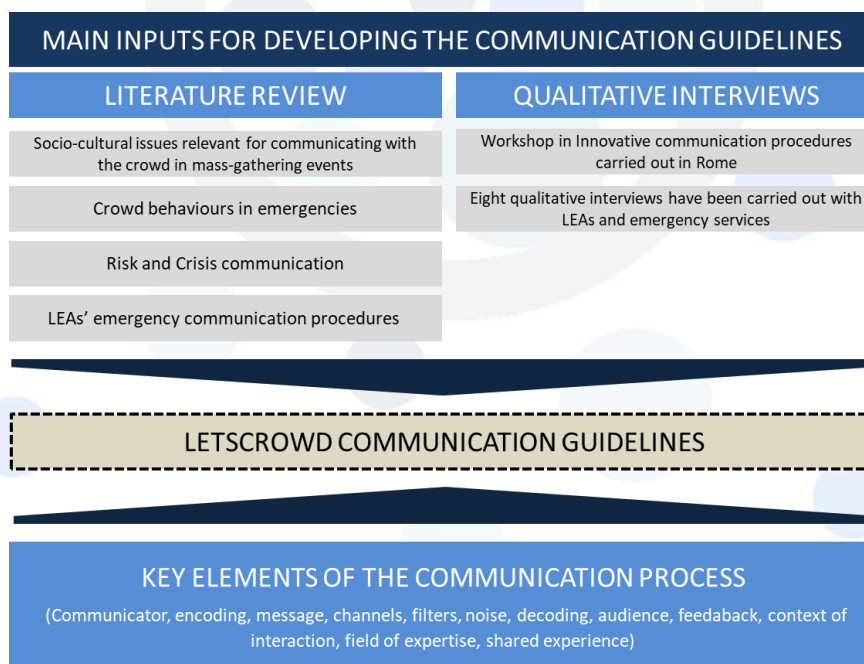 MAIN INPUTS FOR DEVELOPING THE COMMUNICATION GUIDELINES
LITERATURE REVIEW
Socio-cultural issues relevant for communicating with
the crowd in mass-gathering events
Crowd behaviours in emergencies
Risk and Crisis communication
LEAs' emergency communication procedures
QUALITATIVE INTERVIEWS
Workshop in Innovative communication procedures
carried out in Rome
Eight qualitative interviews have been carried out with
LEAs and emergency services
LETSCROWD COMMUNICATION GUIDELINES
KEY ELEMENTS OF THE COMMUNICATION PROCESS
(Communicator, encoding, message, channels, filters, noise, decoding, audience, feedaback, context of
interaction, field of expertise, shared experience)